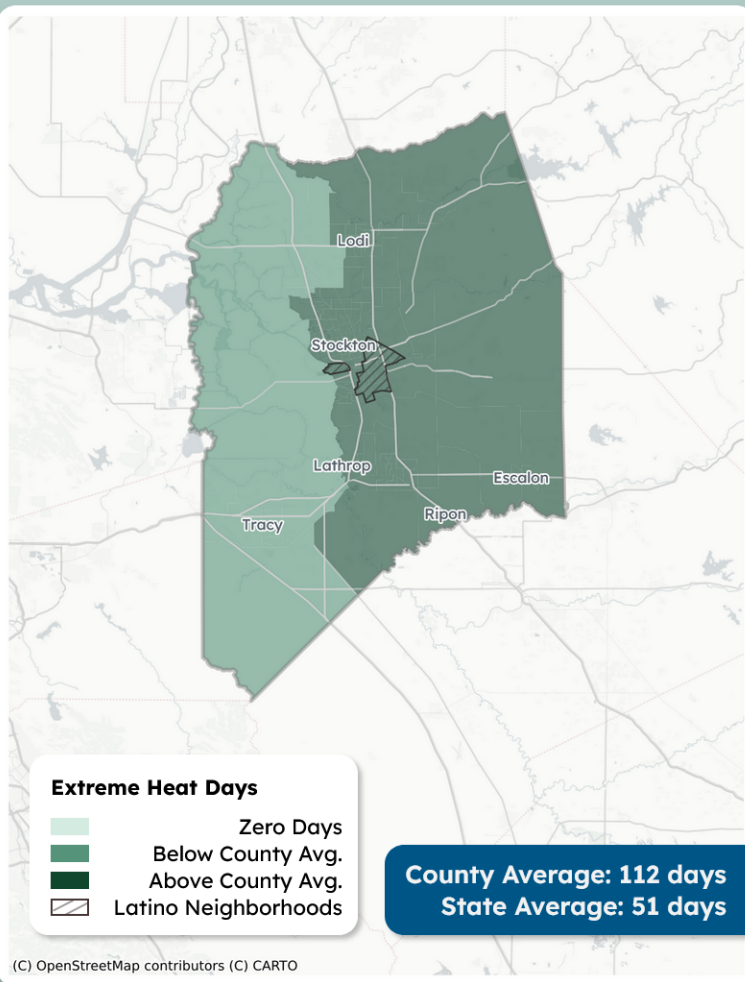 Lodi
Stockton
Lathrop
Escalon
Ripon
Tracy
Extreme Heat Days
Zero Days
Below County Avg.
Above County Avg.
Latino Neighborhoods
County Average: 112 days
State Average: 51 days
(C) OpenStreetMap contributors (C) CARTO